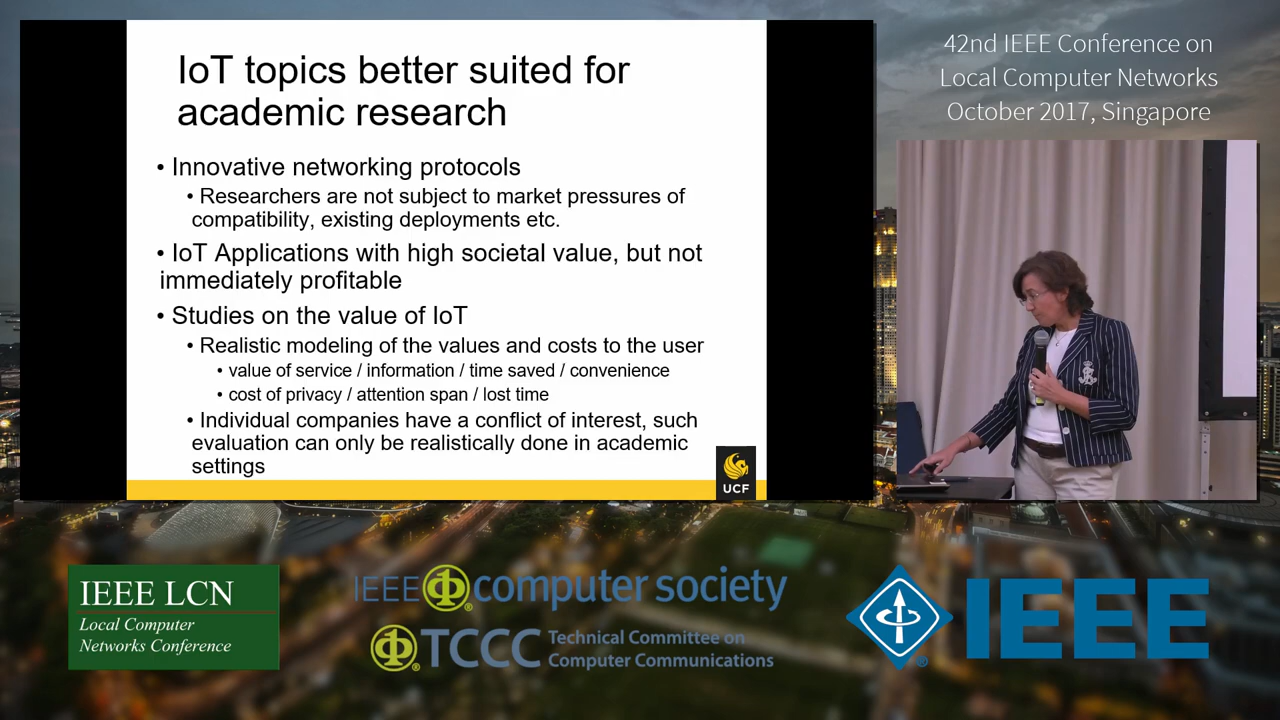 IoT topics better suited for
academic research
• Innovative networking protocols
• Researchers are not subject to market pressures of
compatibility, existing deployments etc.
• IoT Applications with high societal value, but not
immediately profitable
• Studies on the value of IoT
• Realistic modeling of the values and costs to the user
• value of service / information / time saved / convenience
• cost of privacy / attention span / lost time
• Individual companies have a conflict of interest, such
evaluation can only be realistically done in academic
settings
UCF
42nd IEEE Conference on
Local Computer Networks
October 2017, Singapore
IEEE LCN
Local Computer
Networks Conference
IEEE computer society
TCCC Technical Committee on
Computer Communications
IEEE